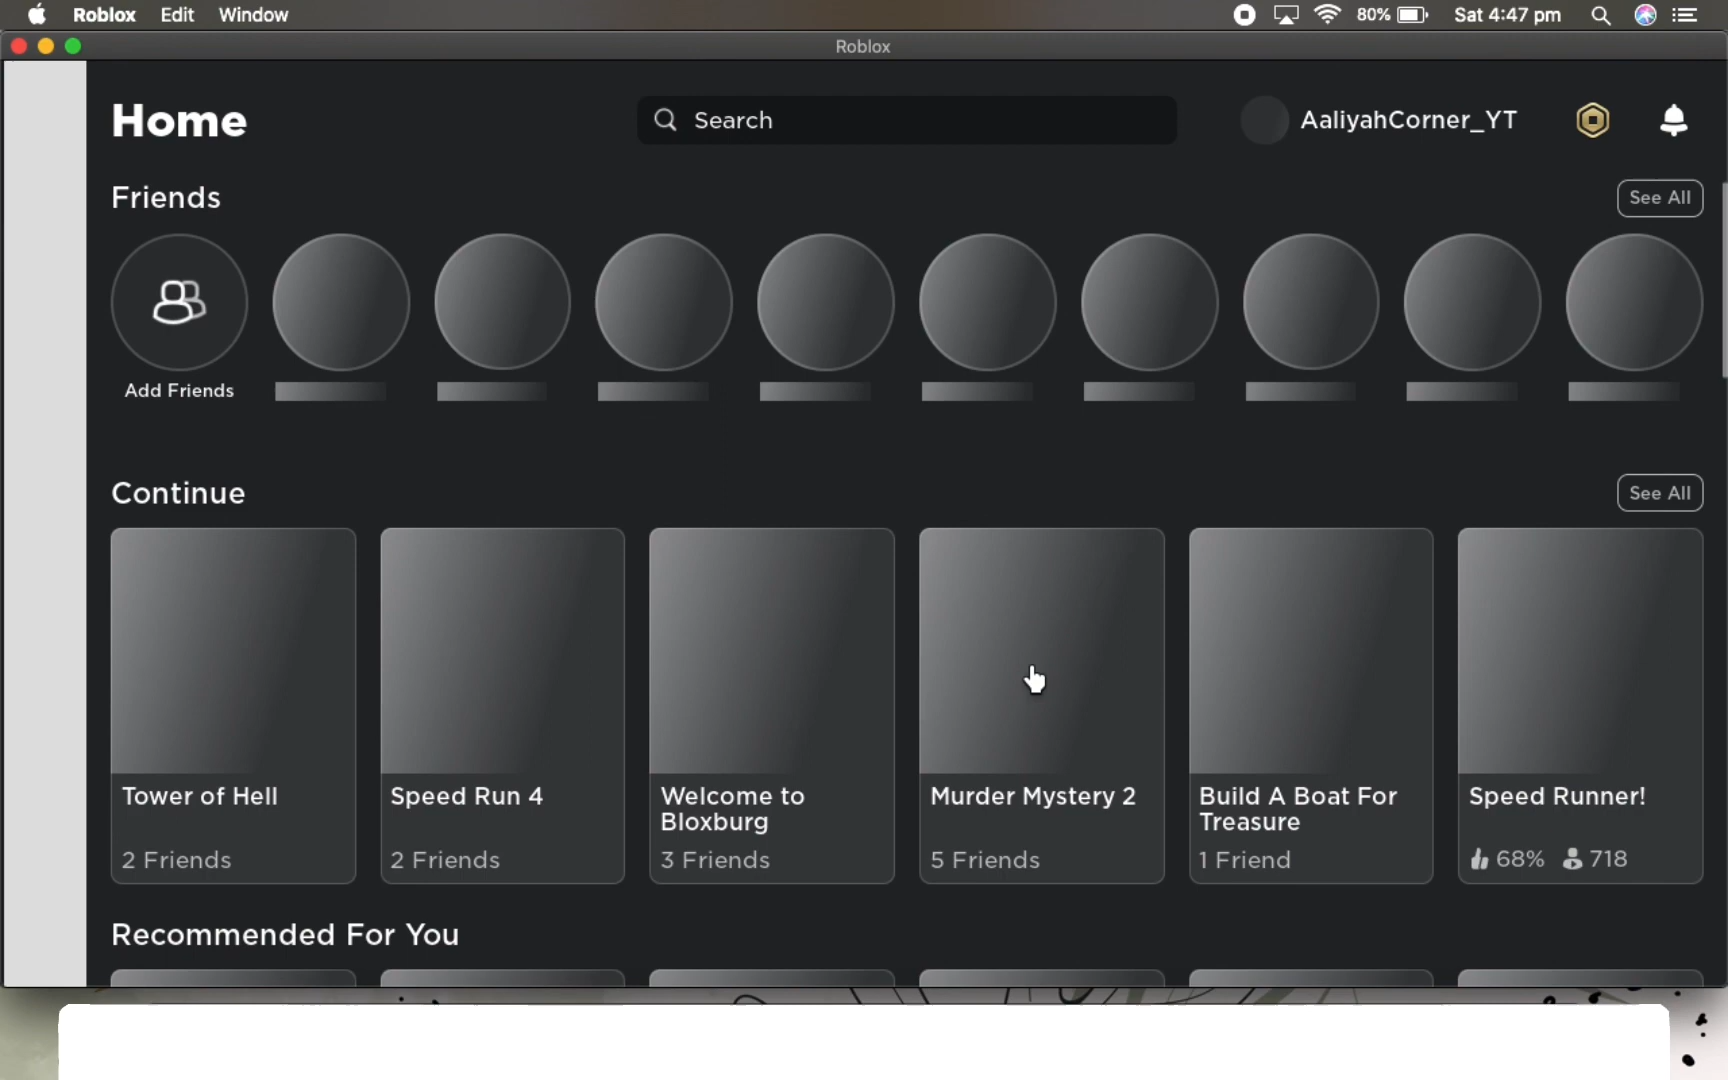 Roblox Edit Window 80% Sat 4:47 pm
Roblox
Home Search AaliyahCorner_YT
Friends See All
Add Friends
Continue See All
Tower of Hell
2 Friends
Speed Run 4
2 Friends
Welcome to
Bloxburg
3 Friends
Murder Mystery 2
5 Friends
Build A Boat For
Treasure
1 Friend
Speed Runner!
68% 718
Recommended For You